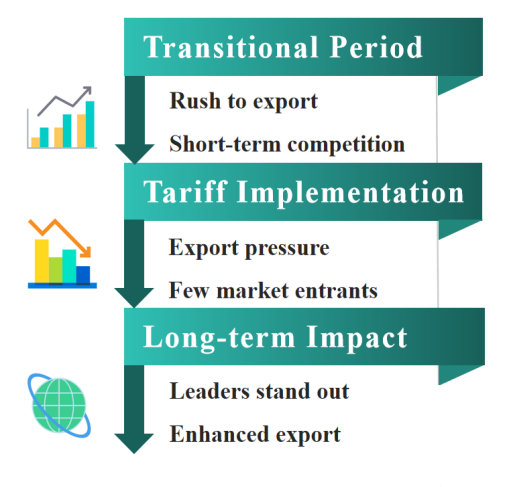 Transitional Period
Rush to export
Short-term competition
Tariff Implementation
Export pressure
Few market entrants
Long-term Impact
Leaders stand out
Enhanced export